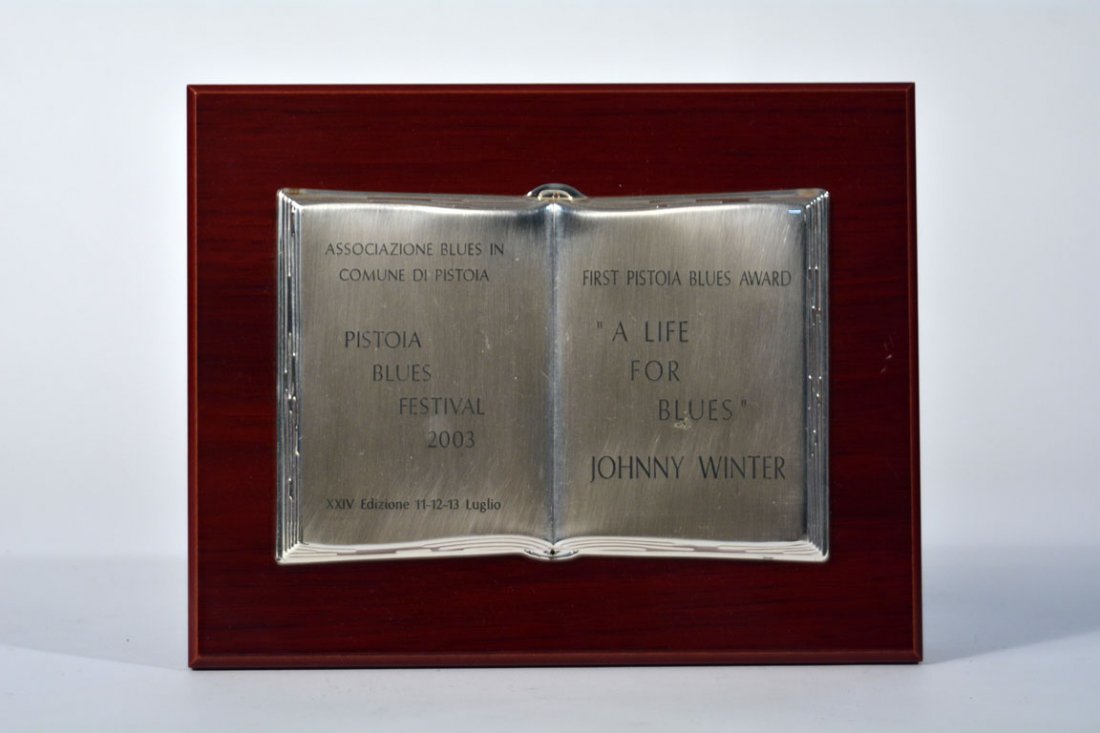 ASSOCIAZIONE BLUES IN
COMUNE DI PISTOIA
PISTOIA
BLUES
FESTIVAL
2003
XXIV Edizione 11-12-13 Luglio
FIRST PISTOIA BLUES AWARD
"A LIFE
FOR
BLUES"
JOHNNY WINTER